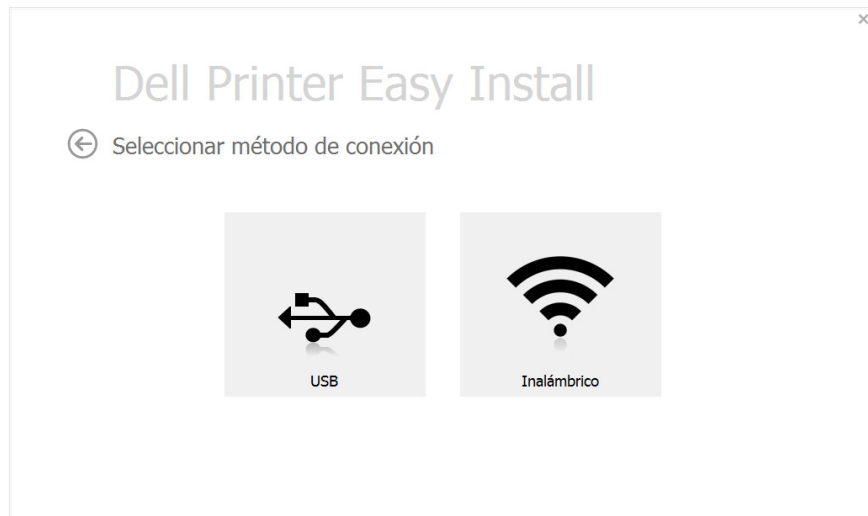 Dell Printer Easy Install
Seleccionar método de conexión
USB
Inalámbrico